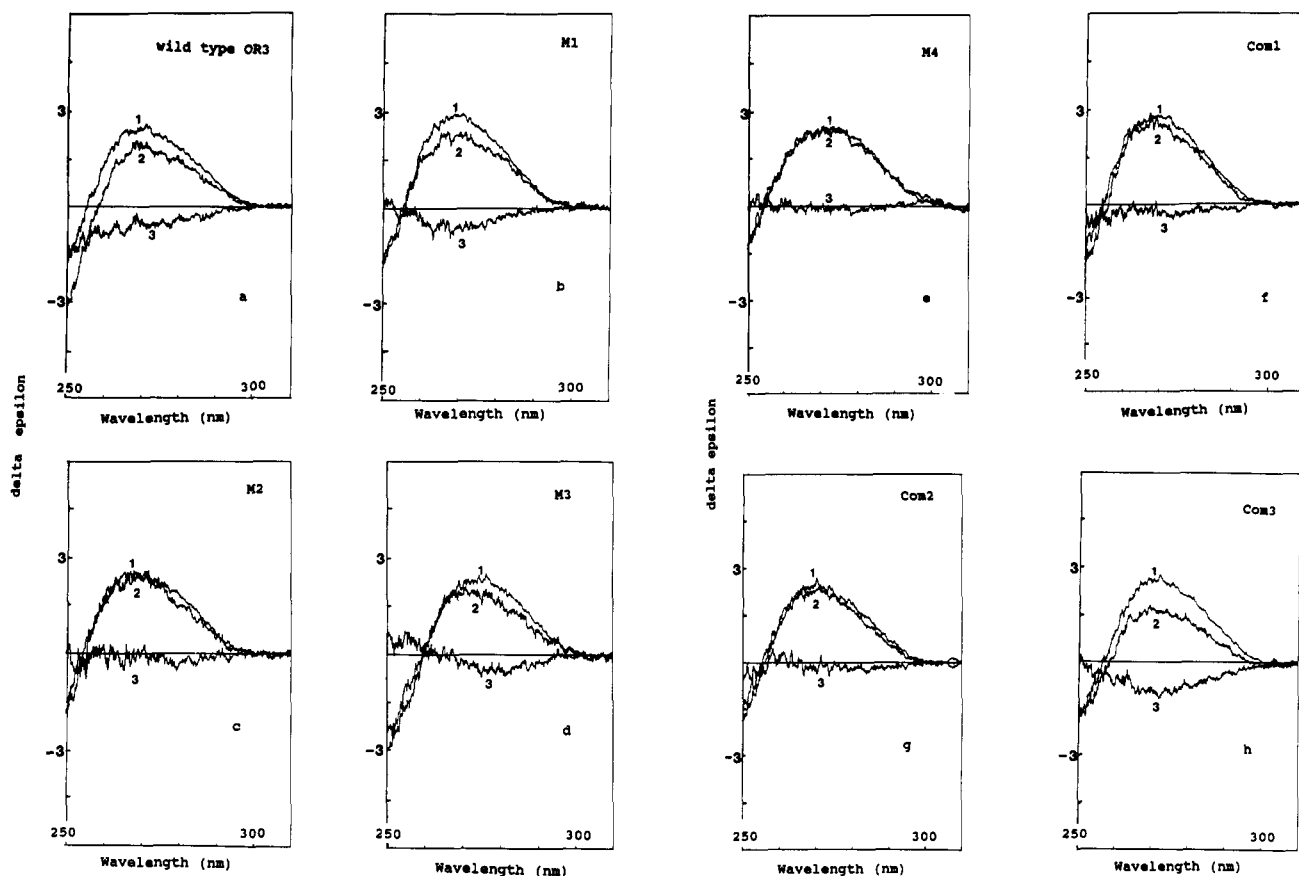 wild type OR3
3
1
2
3
-3
a
250
300
Wavelength (nm)
M1
3
1
2
3
-3
b
250
300
Wavelength (nm)
M4
1
2
3
3
-3
e
250
300
Wavelength (nm)
Com1
3
1
2
3
-3
f
250
300
Wavelength (nm)
delta epsilon
delta epsilon
M2
3
1
2
3
-3
c
250
300
Wavelength (nm)
M3
3
1
2
3
-3
d
250
300
Wavelength (nm)
Com2
3
1
2
3
-3
g
250
300
Wavelength (nm)
Com3
3
1
2
3
-3
h
250
300
Wavelength (nm)